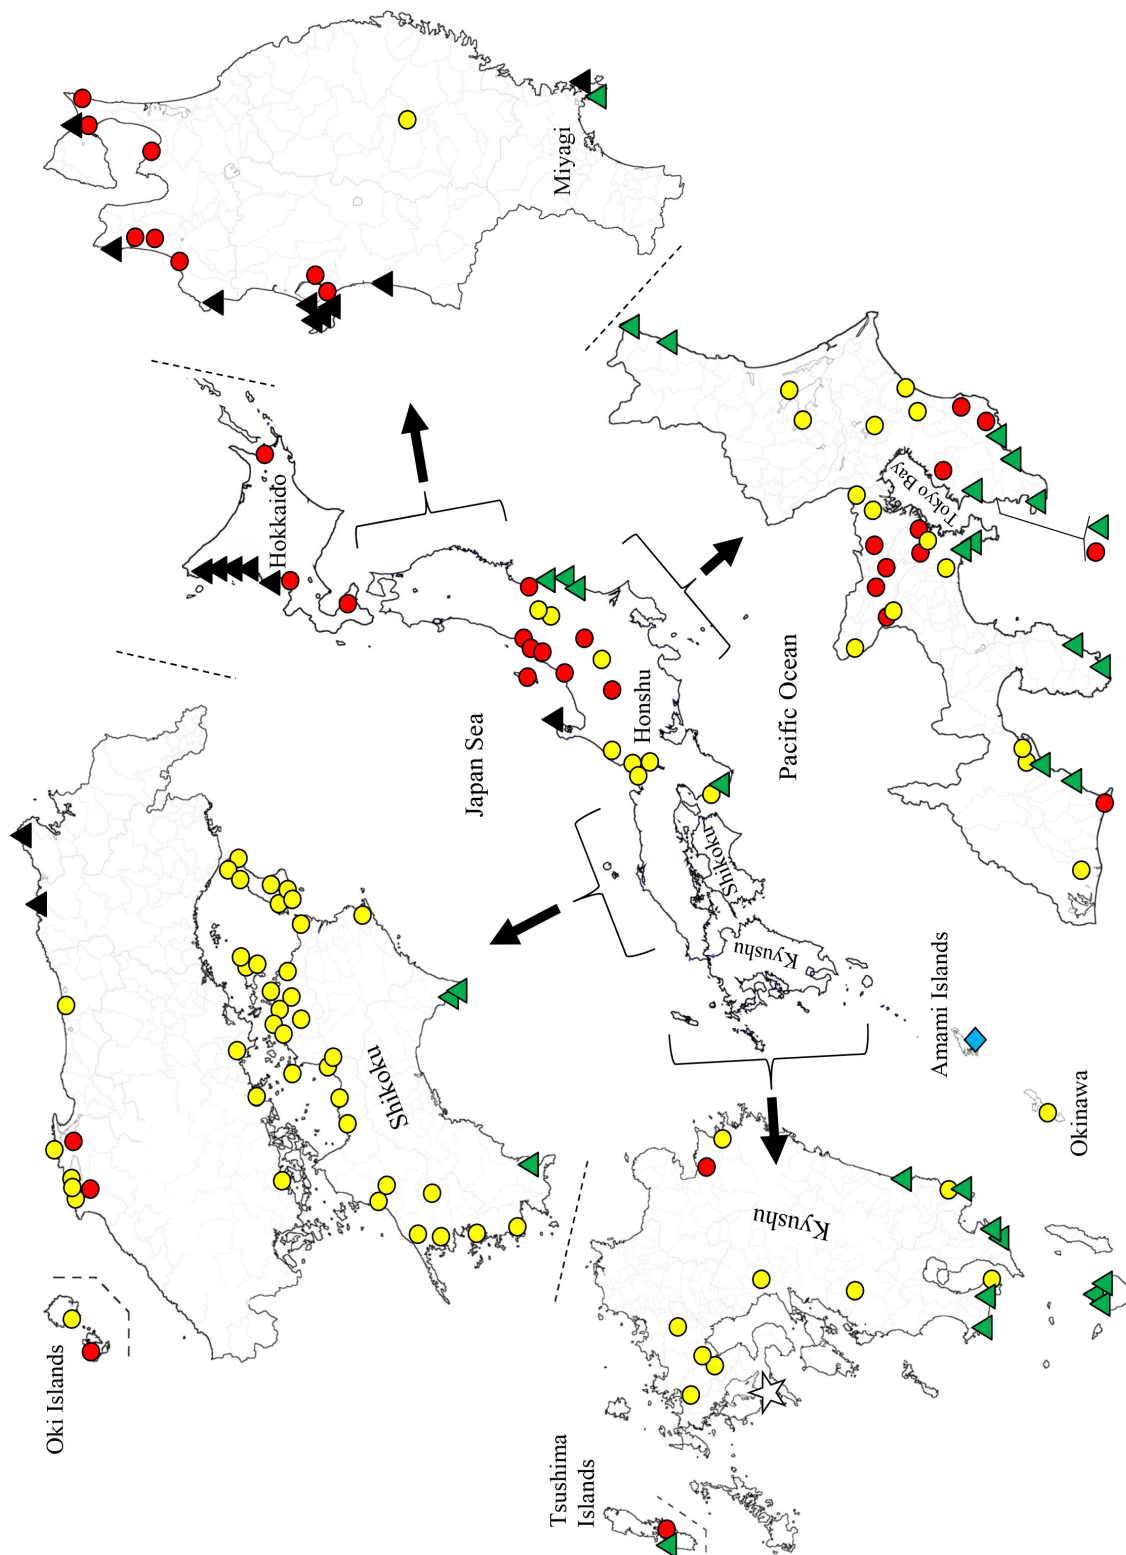 Miyagi
Hokkaido
Tokyo Bay
Japan Sea
Honshu
Pacific Ocean
Shikoku
Kyushu
Shikoku
Amami Islands
Okinawa
Kyushu
Oki Islands
Tsushima
Islands